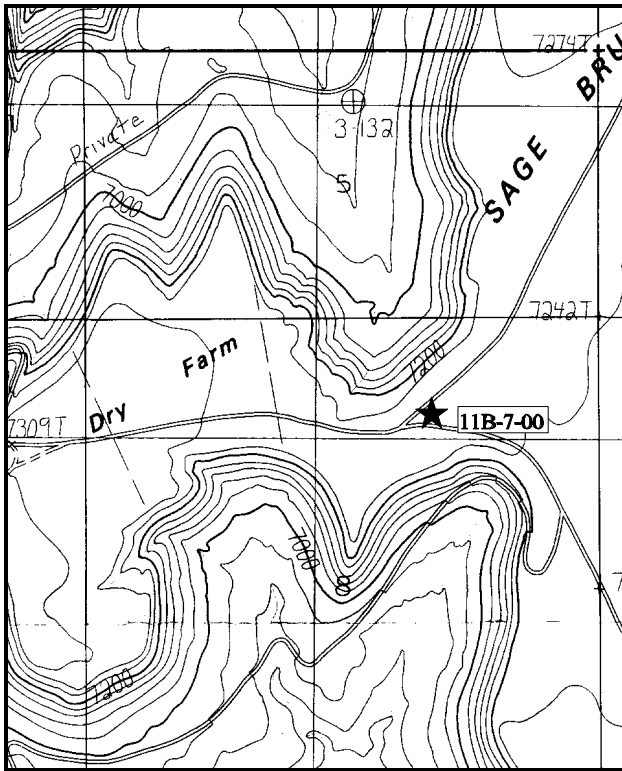 7274T
SAGE BRU
Private
3-132
5
7000
7242T
Dry Farm
7200
7309T
11B-7-00
7000
8
7
7200